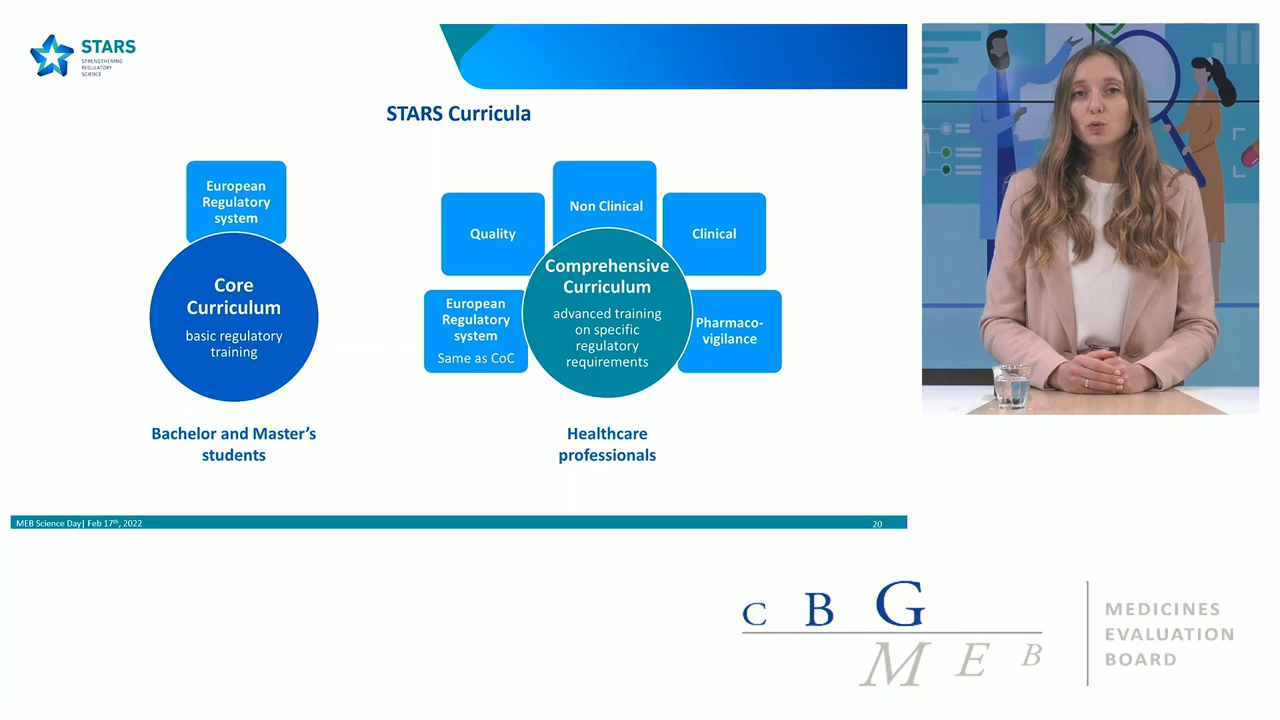 STARS
STRENGTHENING
REGULATORY
SCIENCE
STARS Curricula
European
Regulatory
system
Core
Curriculum
basic regulatory
training
Bachelor and Master's
students
Non Clinical
Quality
Clinical
Comprehensive
Curriculum
advanced training
on specific
regulatory
requirements
European
Regulatory
system
Same as CoC
Pharmaco-
vigilance
Healthcare
professionals
MEB Science Day| Feb 17th, 2022
20
C B G
M E B
MEDICINES
EVALUATION
BOARD